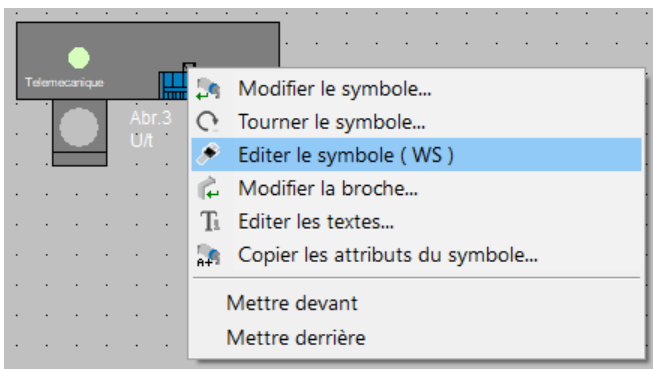 Telemecanique
Abr.3
U/t
Modifier le symbole...
Tourner le symbole...
Editer le symbole ( WS )
Modifier la broche...
Editer les textes...
Copier les attributs du symbole...
Mettre devant
Mettre derrière